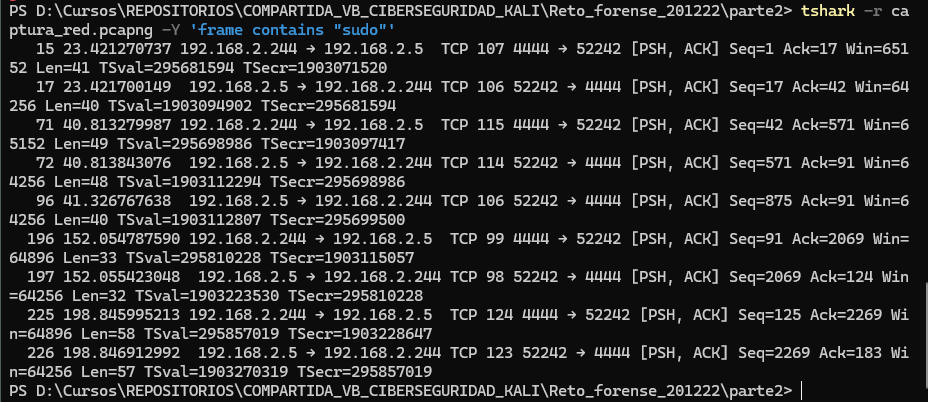 PS D:\Cursos\REPOSITORIOS\COMPARTIDA_VB_CIBERSEGURIDAD_KALI\Reto_forense_201222\parte2> tshark -r ca
ptura_red.pcapng -Y 'frame contains "sudo"'
15 23.421270737 192.168.2.244 → 192.168.2.5  TCP 107 4444 → 52242 [PSH, ACK] Seq=1 Ack=17 Win=651
52 Len=41 TSval=295681594 TSecr=1903071520
17 23.421700149  192.168.2.5 → 192.168.2.244 TCP 106 52242 → 4444 [PSH, ACK] Seq=17 Ack=42 Win=64
256 Len=40 TSval=1903094902 TSecr=295681594
71 40.813279987 192.168.2.244 → 192.168.2.5  TCP 115 4444 → 52242 [PSH, ACK] Seq=42 Ack=571 Win=6
5152 Len=49 TSval=295698986 TSecr=1903097417
72 40.813843076  192.168.2.5 → 192.168.2.244 TCP 114 52242 → 4444 [PSH, ACK] Seq=571 Ack=91 Win=6
4256 Len=48 TSval=1903112294 TSecr=295698986
96 41.326767638  192.168.2.5 → 192.168.2.244 TCP 106 52242 → 4444 [PSH, ACK] Seq=875 Ack=91 Win=6
4256 Len=40 TSval=1903112807 TSecr=295699500
196 152.054787590 192.168.2.244 → 192.168.2.5  TCP 99 4444 → 52242 [PSH, ACK] Seq=91 Ack=2069 Win=
64896 Len=33 TSval=295810228 TSecr=1903115057
197 152.055423048  192.168.2.5 → 192.168.2.244 TCP 98 52242 → 4444 [PSH, ACK] Seq=2069 Ack=124 Win
=64256 Len=32 TSval=1903223530 TSecr=295810228
225 198.845995213 192.168.2.244 → 192.168.2.5  TCP 124 4444 → 52242 [PSH, ACK] Seq=125 Ack=2269 Wi
n=64896 Len=58 TSval=295857019 TSecr=1903228647
226 198.846912992  192.168.2.5 → 192.168.2.244 TCP 123 52242 → 4444 [PSH, ACK] Seq=2269 Ack=183 Wi
n=64256 Len=57 TSval=1903270319 TSecr=295857019
PS D:\Cursos\REPOSITORIOS\COMPARTIDA_VB_CIBERSEGURIDAD_KALI\Reto_forense_201222\parte2>